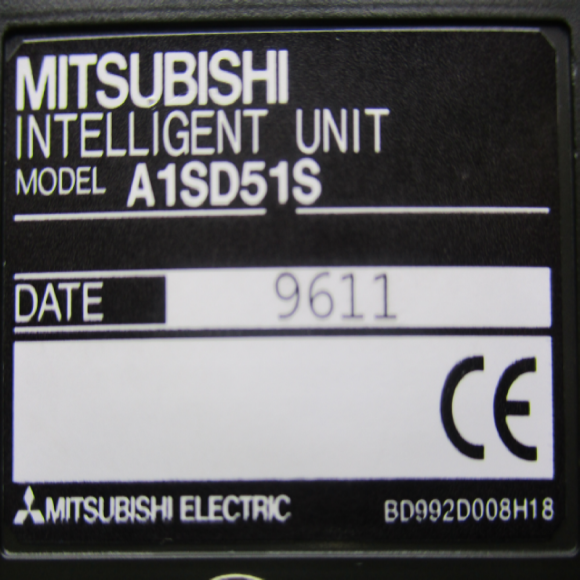 MITSUBISHI
INTELLIGENT UNIT
MODEL A1SD51S
DATE 9611
CE
MITSUBISHI ELECTRIC BD992D008H18